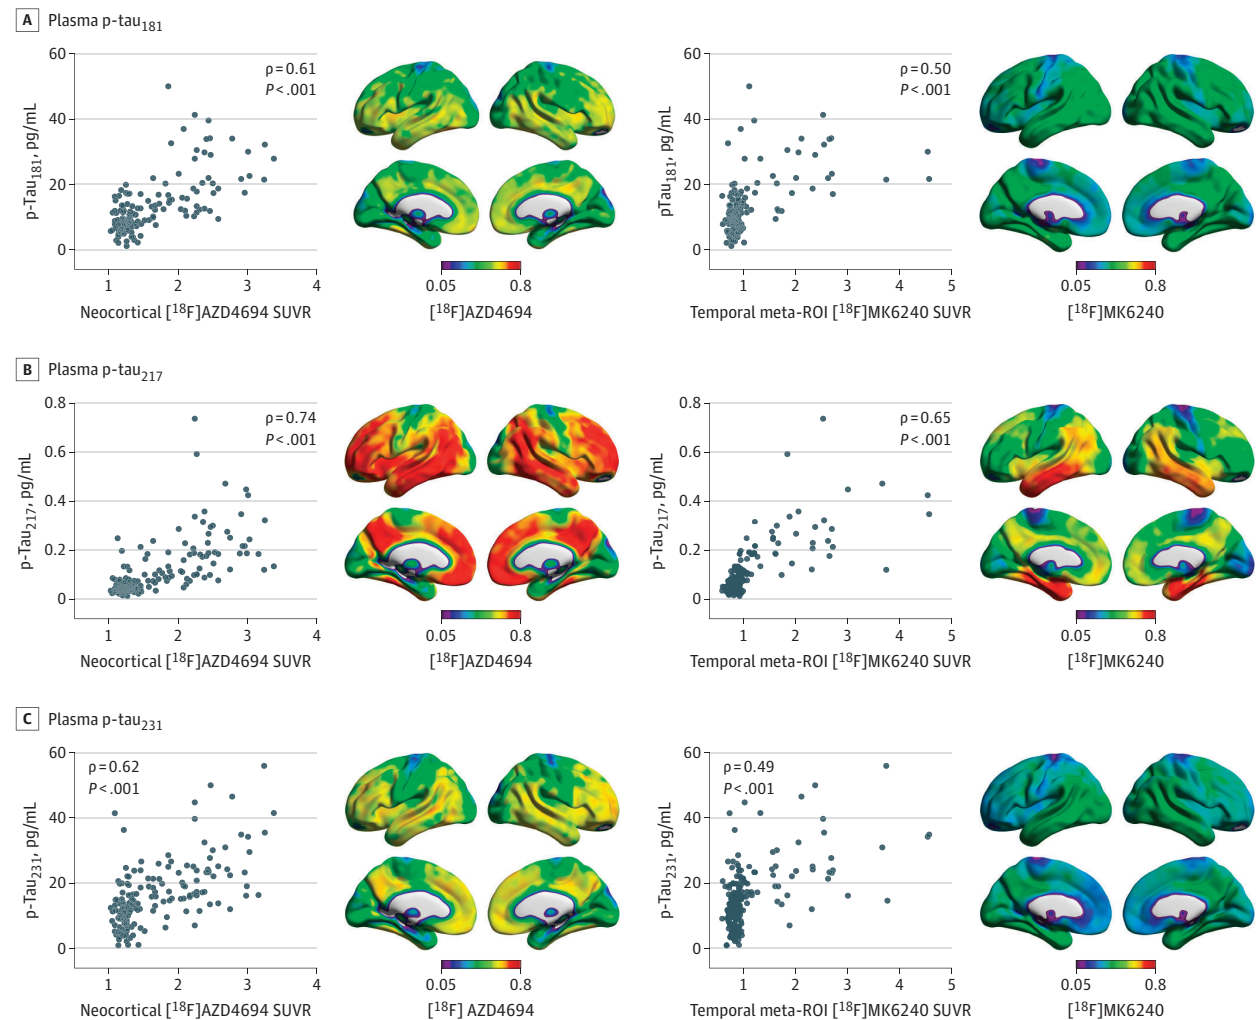 A Plasma p-tau181
60
40
20
0
p-Tau181, pg/mL
ρ=0.61
P<.001
1 2 3 4
Neocortical [18F]AZD4694 SUVR
0.05 0.8
[18F]AZD4694
60
40
20
0
pTau181, pg/mL
ρ=0.50
P<.001
1 2 3 4 5
Temporal meta-ROI [18F]MK6240 SUVR
0.05 0.8
[18F]MK6240
B Plasma p-tau217
0.8
0.6
0.4
0.2
0
p-Tau217, pg/mL
ρ=0.74
P<.001
1 2 3 4
Neocortical [18F]AZD4694 SUVR
0.05 0.8
[18F]AZD4694
0.8
0.6
0.4
0.2
0
p-Tau217, pg/mL
ρ=0.65
P<.001
1 2 3 4 5
Temporal meta-ROI [18F]MK6240 SUVR
0.05 0.8
[18F]MK6240
C Plasma p-tau231
60
40
20
0
p-Tau231, pg/mL
ρ=0.62
P<.001
1 2 3 4
Neocortical [18F]AZD4694 SUVR
0.05 0.8
[18F] AZD4694
60
40
20
0
p-Tau231, pg/mL
ρ=0.49
P<.001
1 2 3 4 5
Temporal meta-ROI [18F]MK6240 SUVR
0.05 0.8
[18F]MK6240